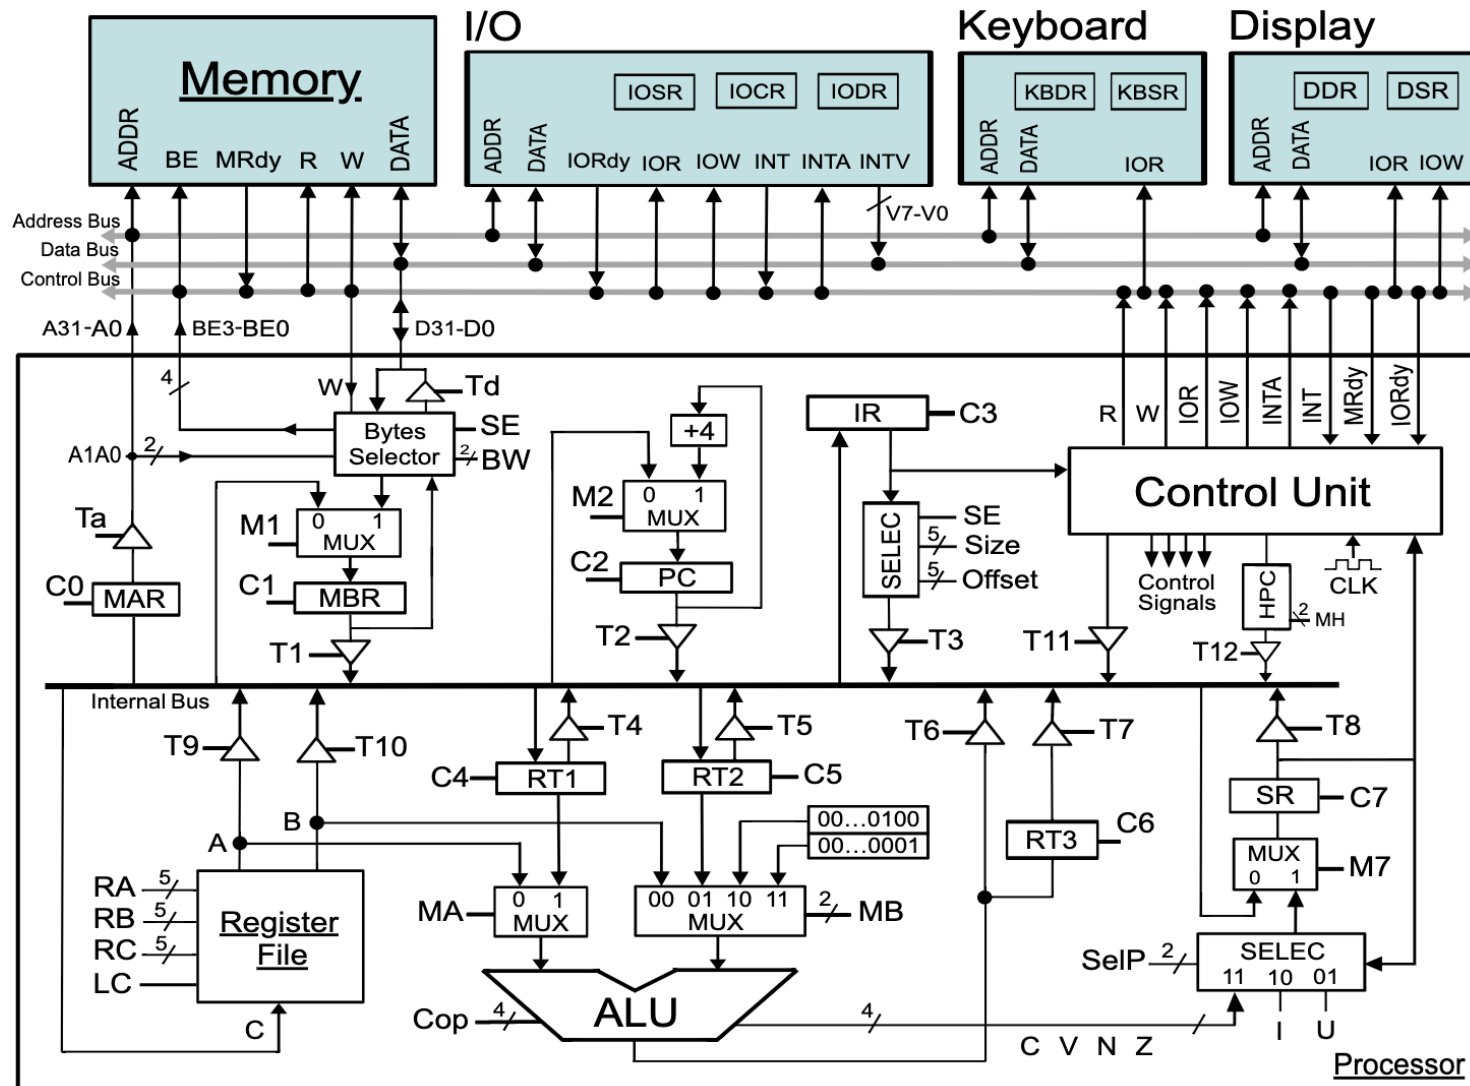 I/O Keyboard Display
Memory
IOSR IOCR IODR
KBDR KBSR
DDR DSR
ADDR BE MRdy R W DATA
ADDR DATA IORdy IOR IOW INT INTA INTV
ADDR DATA IOR
ADDR DATA IOR IOW
V7-V0
Address Bus
Data Bus
Control Bus
A31-A0 BE3-BE0 D31-D0
R W IOR IOW INTA INT MRdy IORdy
4 W Td
Bytes
Selector
SE
2 BW
A1A0 2
+4
IR C3
Control Unit
M1 0 1
MUX
M2 0 1
MUX
SELEC
SE
5 Size
5 Offset
Ta
C0 MAR
C1 MBR
C2 PC
Control
Signals
HPC
2 MH
CLK
T1 T2 T3 T11 T12
Internal Bus
T9 T10 T4 T5 T6 T7 T8
C4 RT1
RT2 C5
SR C7
00...0100
00...0001
RT3 C6
A B
MUX
0 1
M7
RA 5
RB 5
RC 5
LC
Register
File
C
MA 0 1
MUX
00 01 10 11
MUX
2 MB
SelP 2
SELEC
11 10 01
I U
Cop 4
ALU
4
C V N Z
Processor